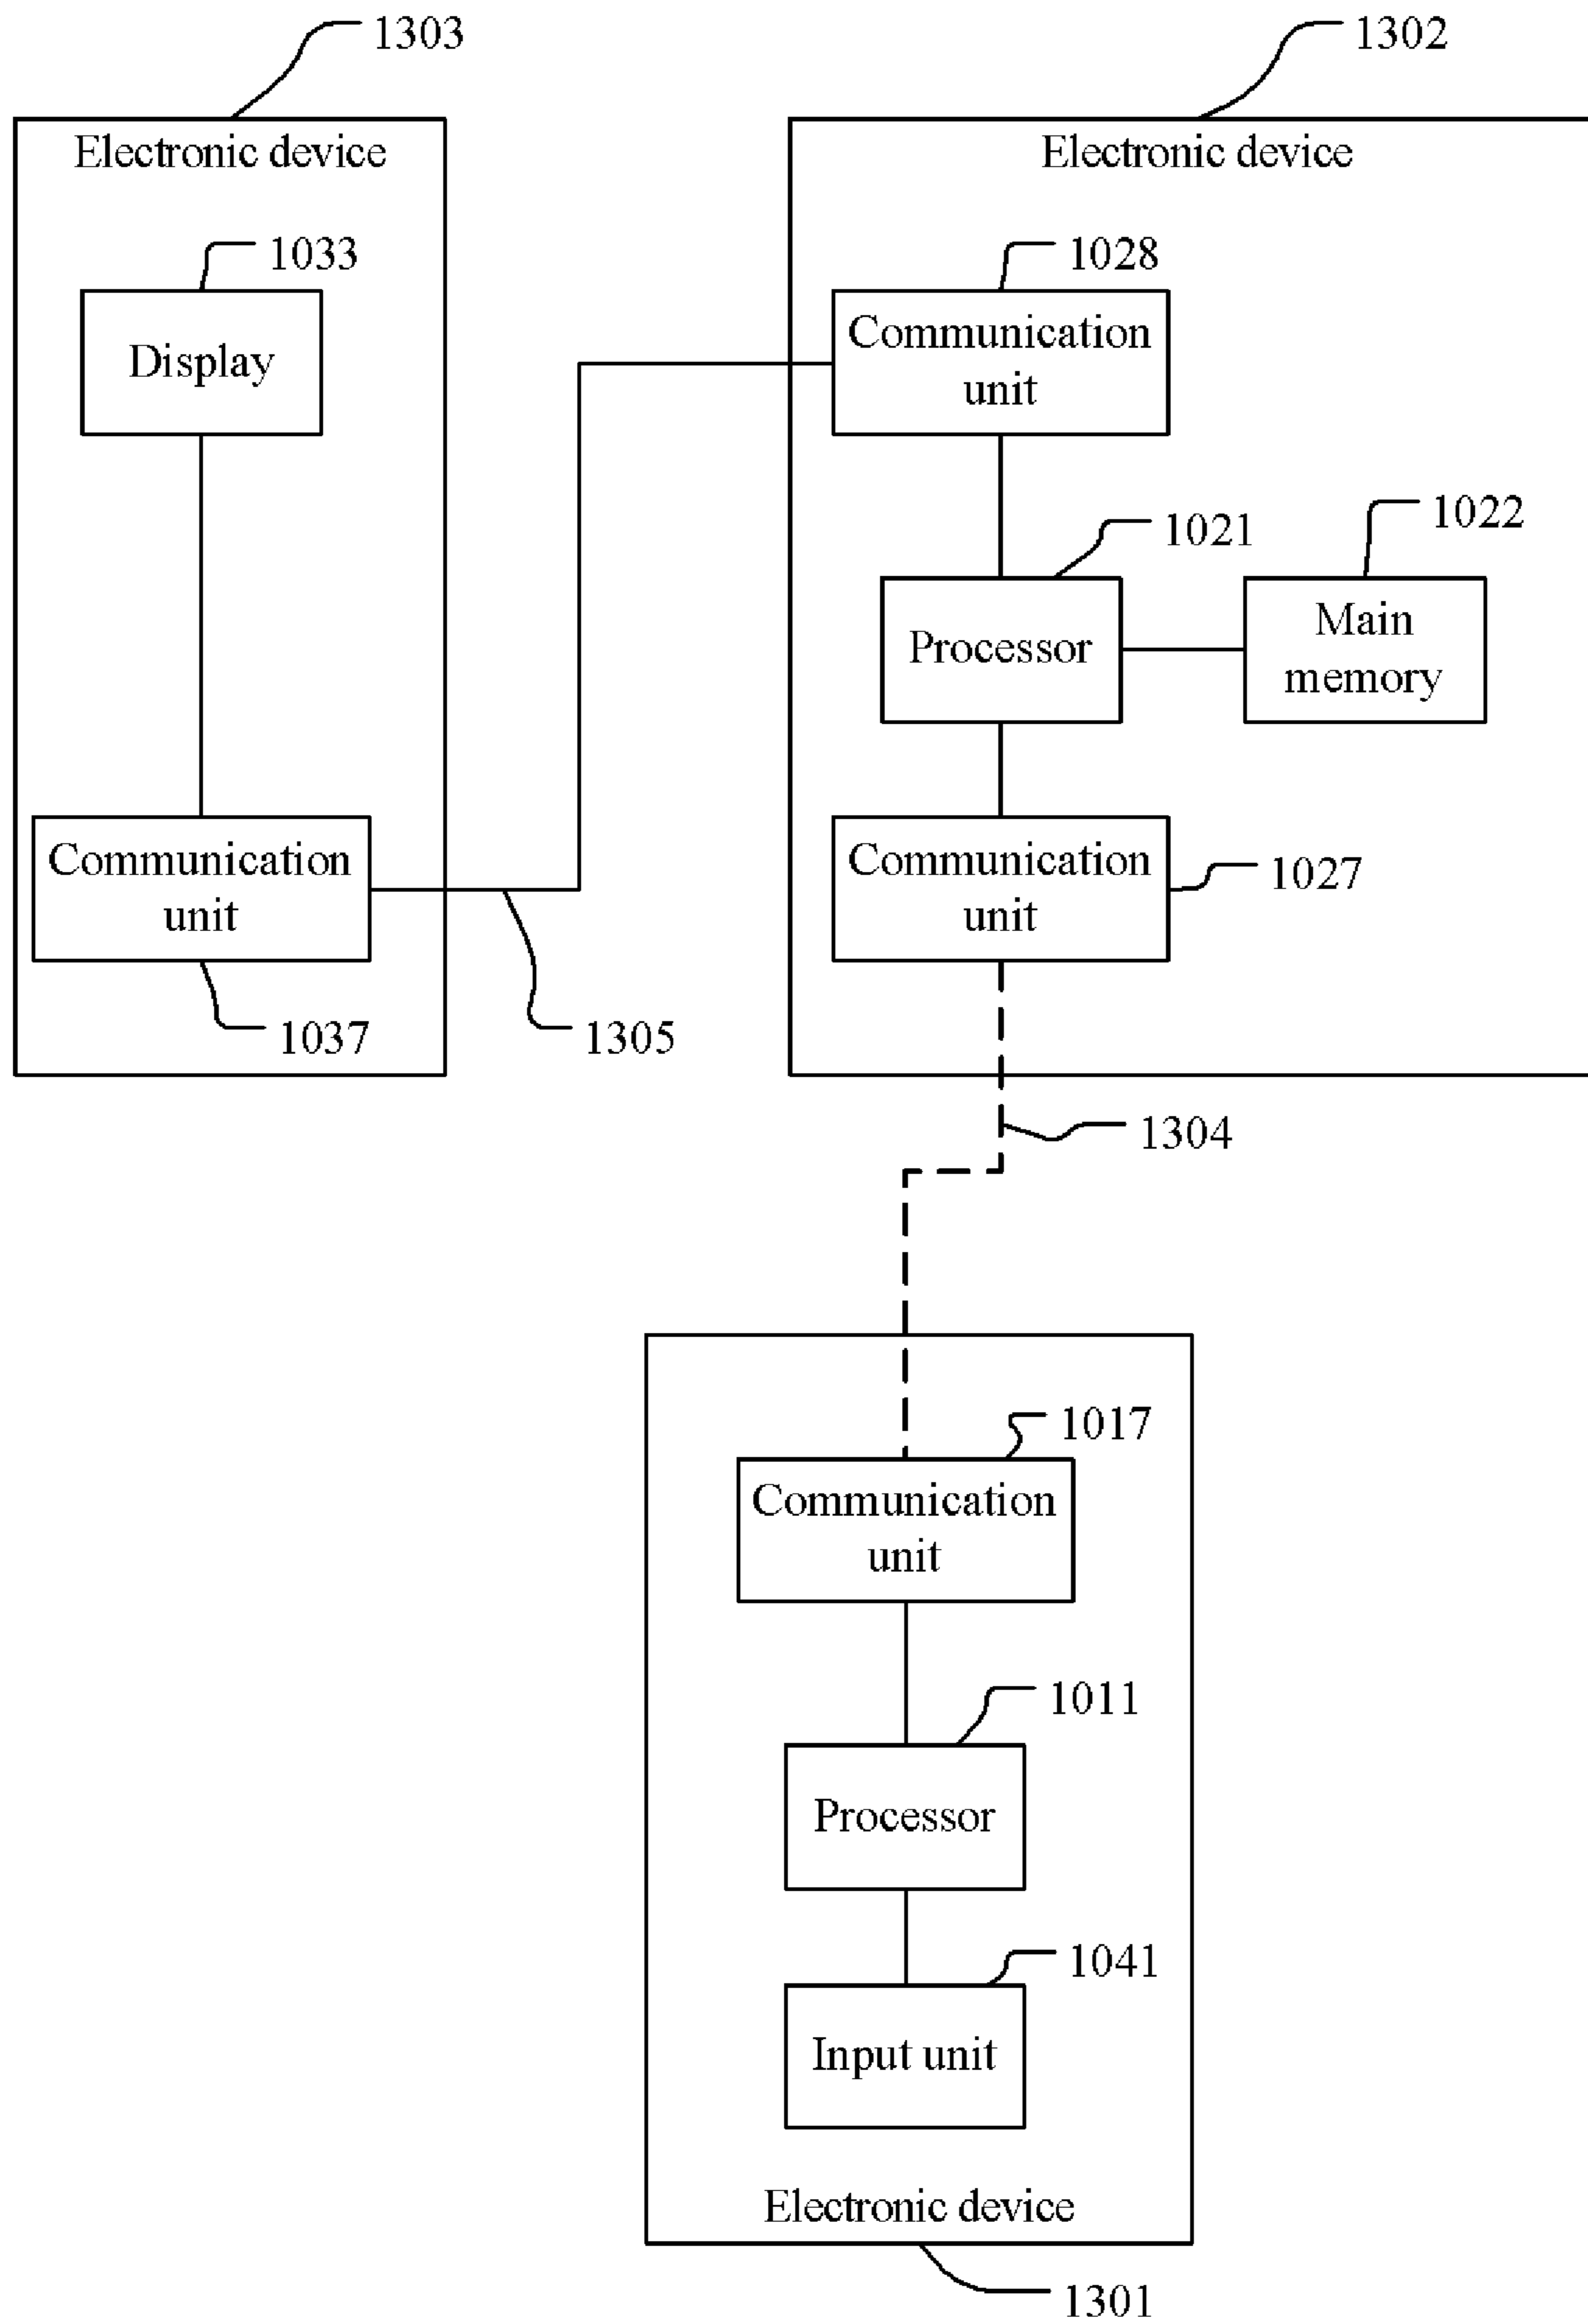 1303
1302
Electronic device
Electronic device
1033
1028
Display
Communication
unit
1022
1021
Main
memory
Processor
Communication
unit
Communication
unit
1027
1037
1305
1304
1017
Communication
unit
1011
Processor
1041
Input unit
Electronic device
1301